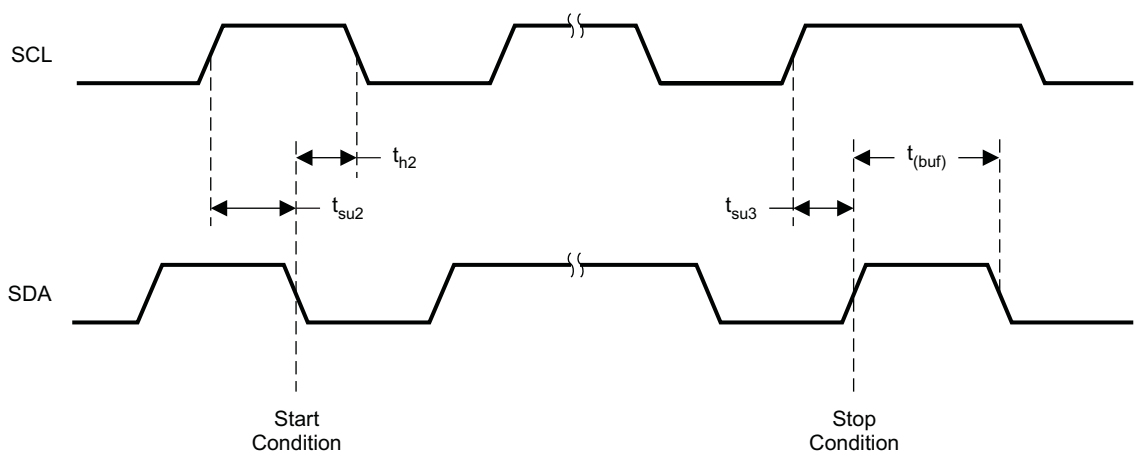 SCL
t_h2
t_(buf)
t_su2
t_su3
SDA
Start
Condition
Stop
Condition